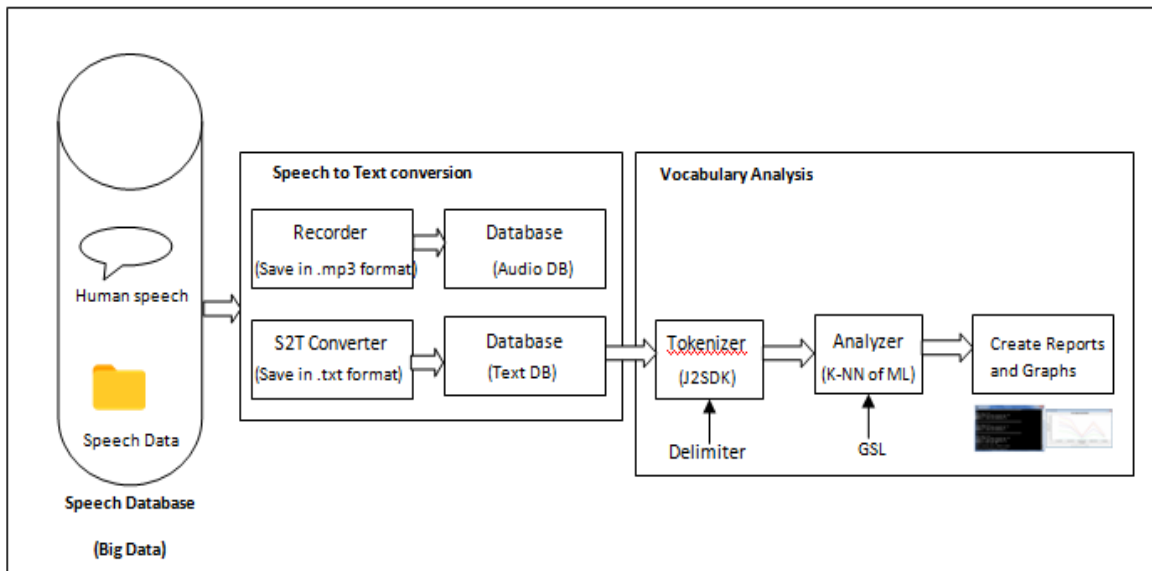 Human speech
Speech Data
Speech Database
(Big Data)
Speech to Text conversion
Recorder
(Save in .mp3 format)
Database
(Audio DB)
S2T Converter
(Save in .txt format)
Database
(Text DB)
Vocabulary Analysis
Tokenizer
(J2SDK)
Delimiter
Analyzer
(K-NN of ML)
GSL
Create Reports
and Graphs